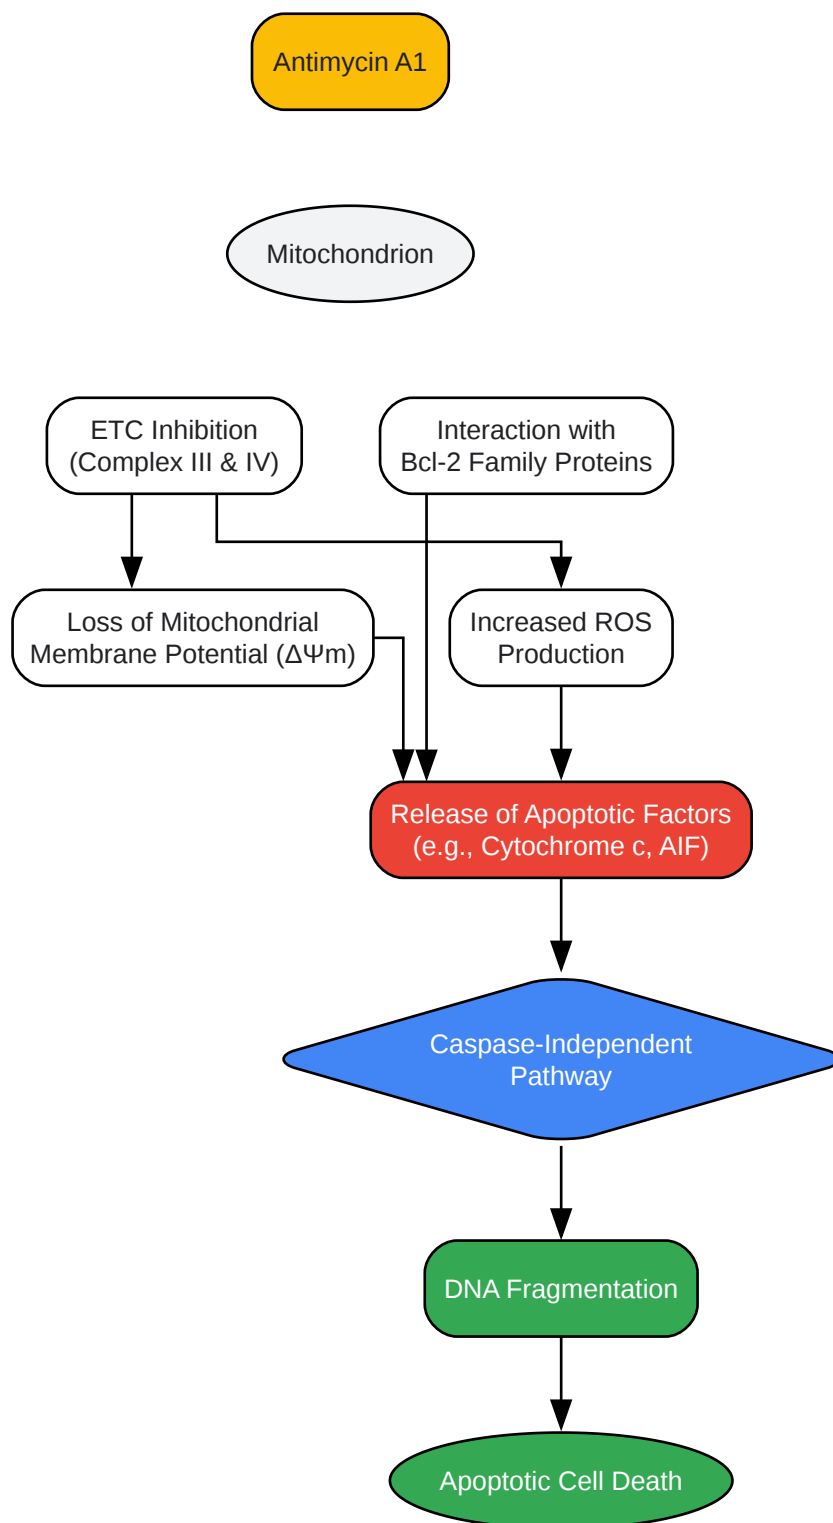 Antimycin A1
Mitochondrion
ETC Inhibition
(Complex III & IV)
Interaction with
Bcl-2 Family Proteins
Loss of Mitochondrial
Membrane Potential (ΔΨm)
Increased ROS
Production
Release of Apoptotic Factors
(e.g., Cytochrome c, AIF)
Caspase-Independent
Pathway
DNA Fragmentation
Apoptotic Cell Death